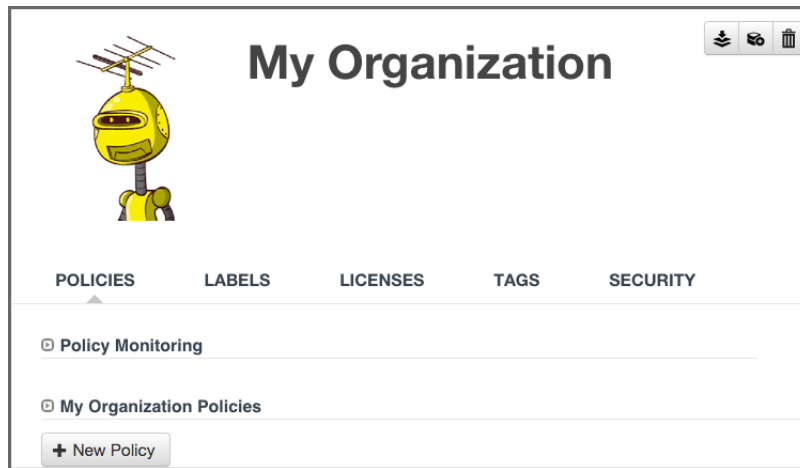 My Organization
POLICIES LABELS LICENSES TAGS SECURITY
Policy Monitoring
My Organization Policies
New Policy